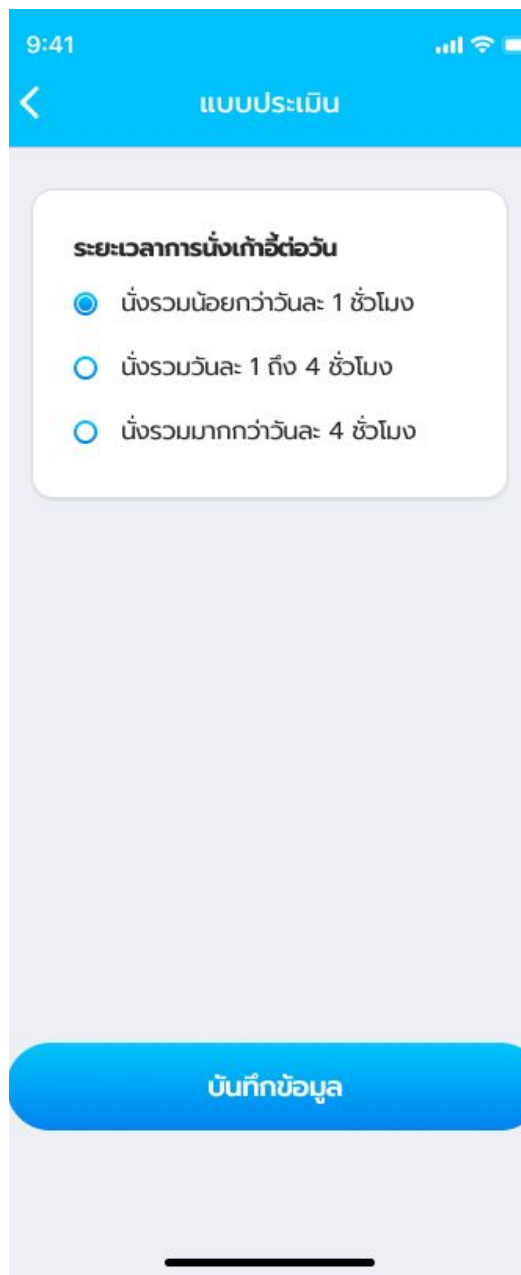 9:41
แบบประเมิน
ระยะเวลาการนั่งเก้าอี้ต่อวัน
นั่งรวมน้อยกว่าวันละ 1 ชั่วโมง
นั่งรวมวันละ 1 ถึง 4 ชั่วโมง
นั่งรวมมากกว่าวันละ 4 ชั่วโมง
บันทึกข้อมูล